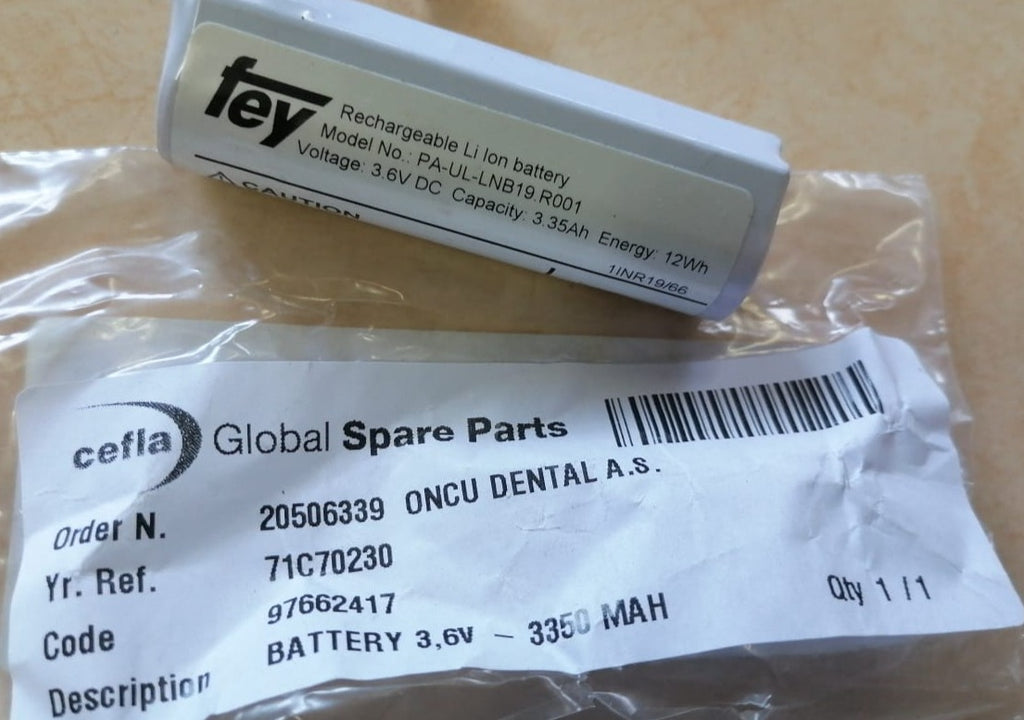 fey
Rechargeable Li Ion battery
Model No.: PA-UL-LNB19.R001
Voltage: 3.6V DC Capacity: 3.35Ah Energy: 12Wh
CAUTION
1INR19/66
cefla Global Spare Parts
Order N. 20506339 ONCU DENTAL A.S.
Yr. Ref. 71C70230
Code 97662417
Qty 1 / 1
Description BATTERY 3,6V - 3350 MAH